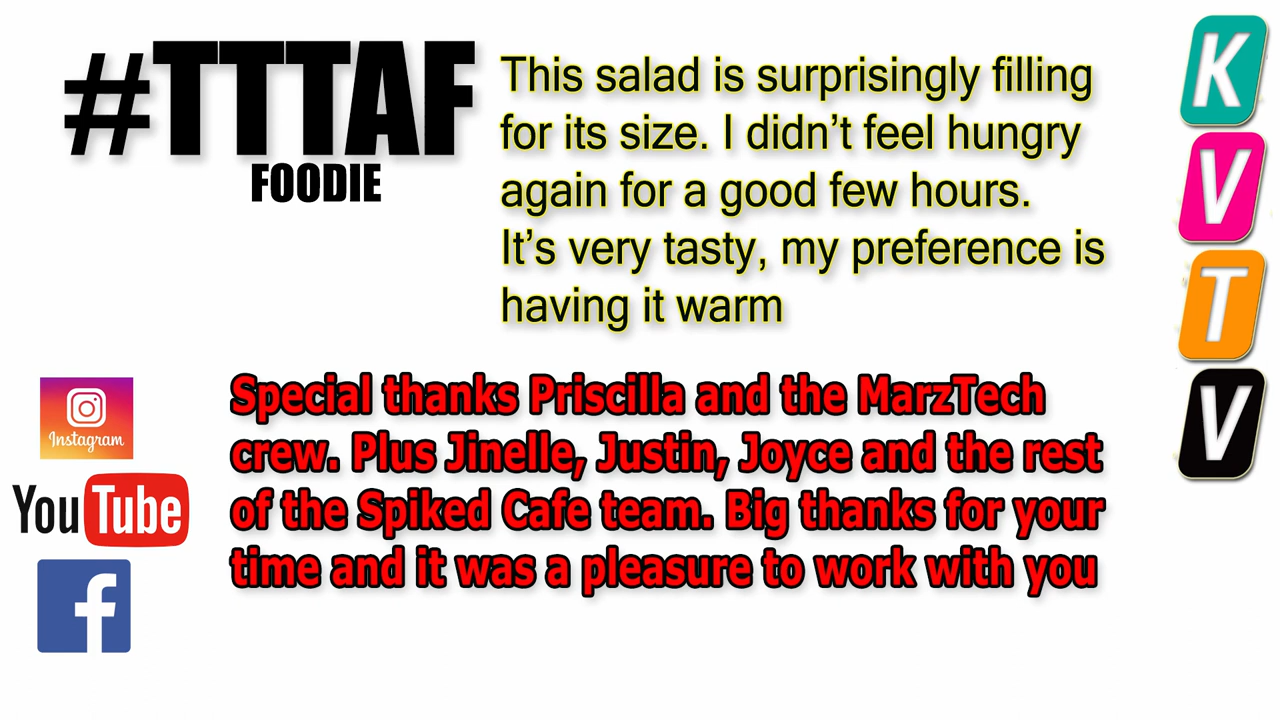 #TTTAF
FOODIE
This salad is surprisingly filling
for its size. I didn’t feel hungry
again for a good few hours.
It’s very tasty, my preference is
having it warm
K
V
T
V
Instagram
YouTube
f
Special thanks Priscilla and the MarzTech
crew. Plus Jinelle, Justin, Joyce and the rest
of the Spiked Cafe team. Big thanks for your
time and it was a pleasure to work with you